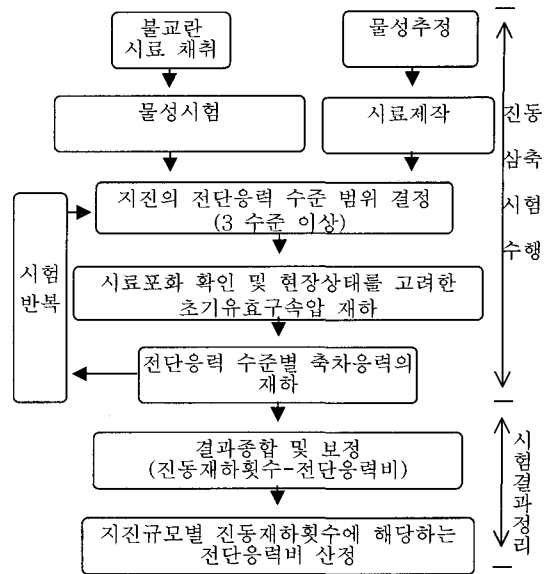 불교란
시료 채취
물성추정
물성시험
시료제작
지진의 전단응력 수준 범위 결정
(3 수준 이상)
시료포화 확인 및 현장상태를 고려한
초기유효구속압 재하
전단응력 수준별 축차응력의
재하
시험
반복
결과종합 및 보정
(진동재하횟수-전단응력비)
지진규모별 진동재하횟수에 해당하는
전단응력비 산정
진동
삼축
시험
수행
시험결과정리